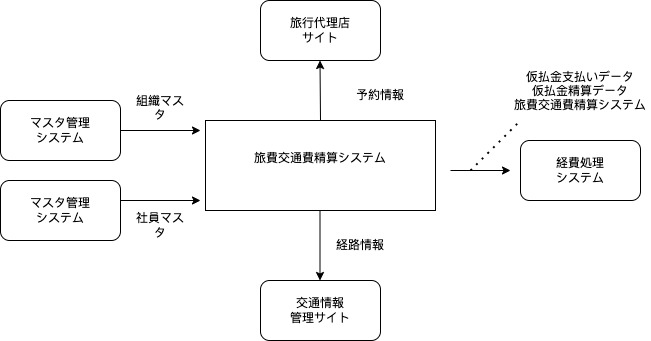 旅行代理店
サイト
仮払金支払いデータ
仮払金精算データ
旅費交通費精算システム
組織マス
タ
予約情報
マスタ管理
システム
旅費交通費精算システム
経費処理
システム
マスタ管理
システム
社員マス
タ
経路情報
交通情報
管理サイト